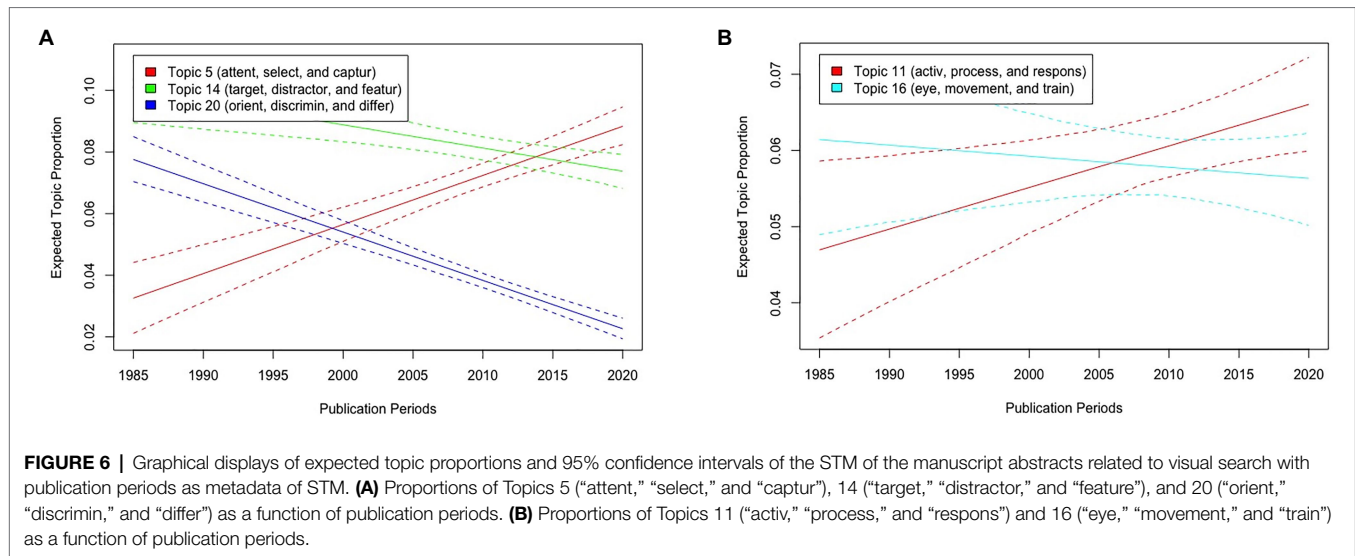 A
Topic 5 (attent, select, and captur)
Topic 14 (target, distractor, and featur)
Topic 20 (orient, discrimin, and differ)
Expected Topic Proportion
0.10
0.08
0.06
0.04
0.02
1985 1990 1995 2000 2005 2010 2015 2020
Publication Periods
B
Topic 11 (activ, process, and respons)
Topic 16 (eye, movement, and train)
Expected Topic Proportion
0.07
0.06
0.05
0.04
1985 1990 1995 2000 2005 2010 2015 2020
Publication Periods
FIGURE 6 | Graphical displays of expected topic proportions and 95% confidence intervals of the STM of the manuscript abstracts related to visual search with
publication periods as metadata of STM. (A) Proportions of Topics 5 (“attent,” “select,” and “captur”), 14 (“target,” “distractor,” and “feature”), and 20 (“orient,”
“discrimin,” and “differ”) as a function of publication periods. (B) Proportions of Topics 11 (“activ,” “process,” and “respons”) and 16 (“eye,” “movement,” and “train”)
as a function of publication periods.